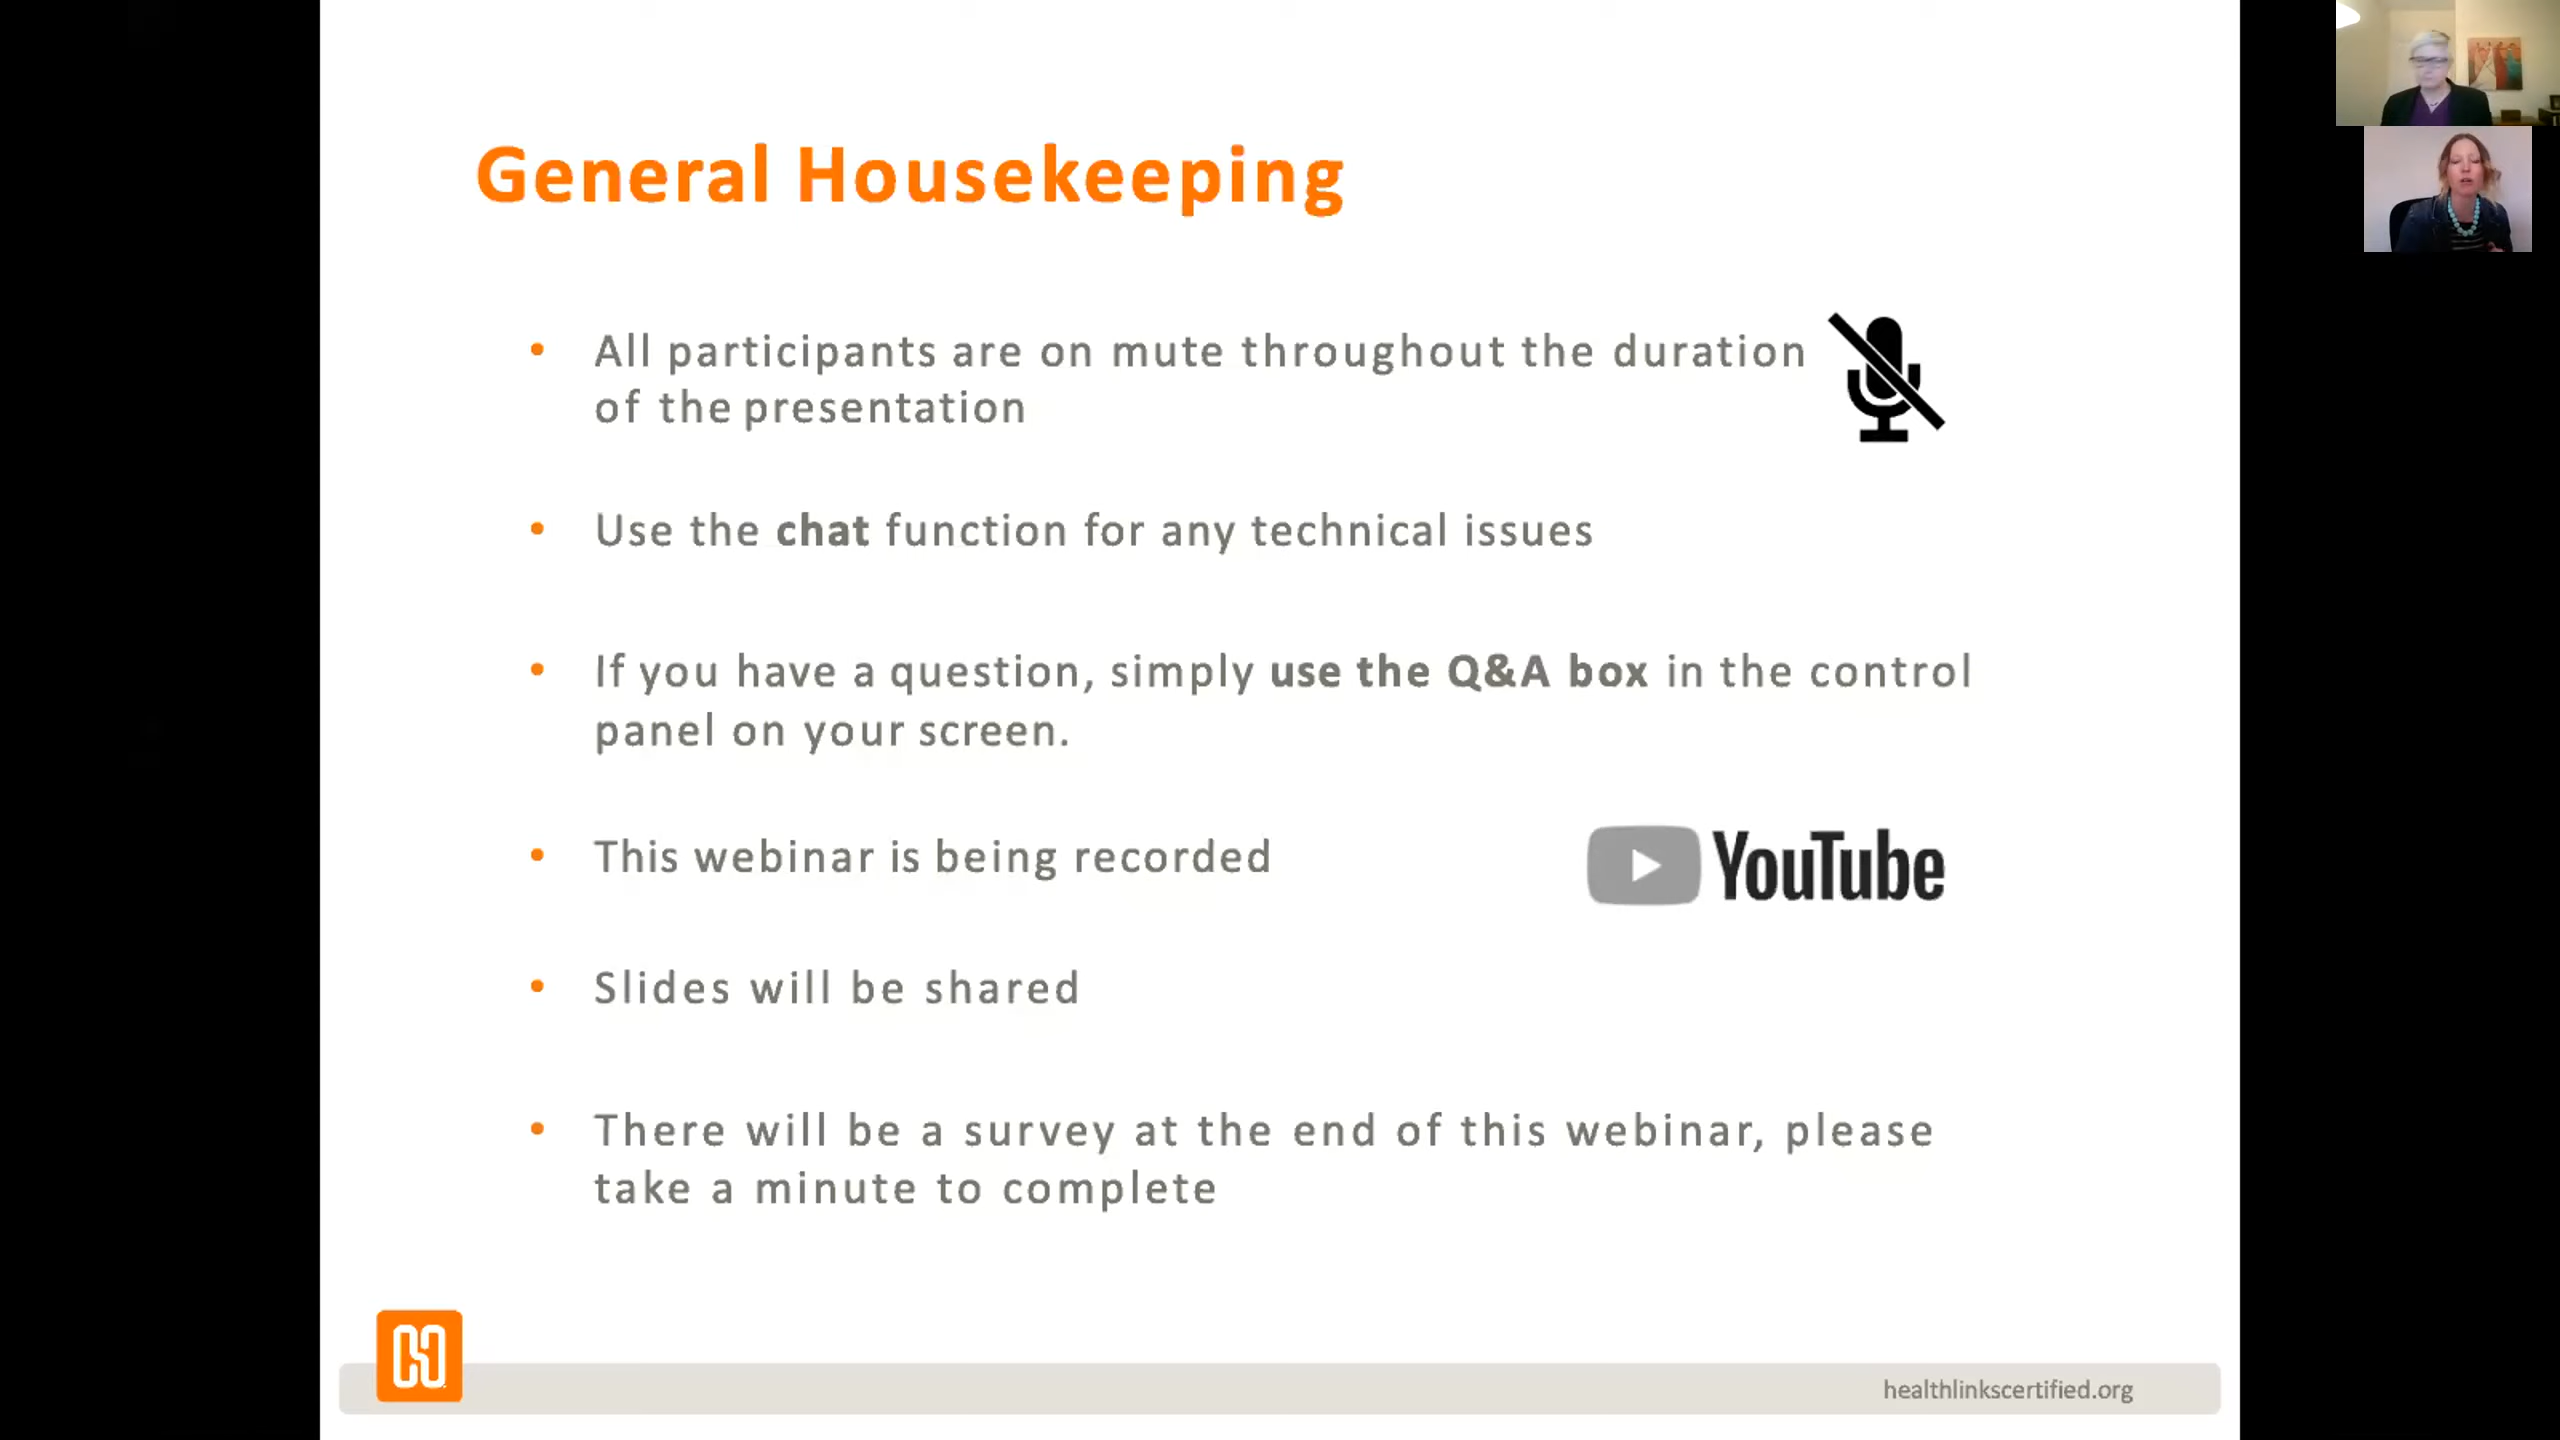 General Housekeeping
• All participants are on mute throughout the duration
of the presentation
• Use the chat function for any technical issues
• If you have a question, simply use the Q&A box in the control
panel on your screen.
• This webinar is being recorded
YouTube
• Slides will be shared
• There will be a survey at the end of this webinar, please
take a minute to complete
healthlinkscertified.org